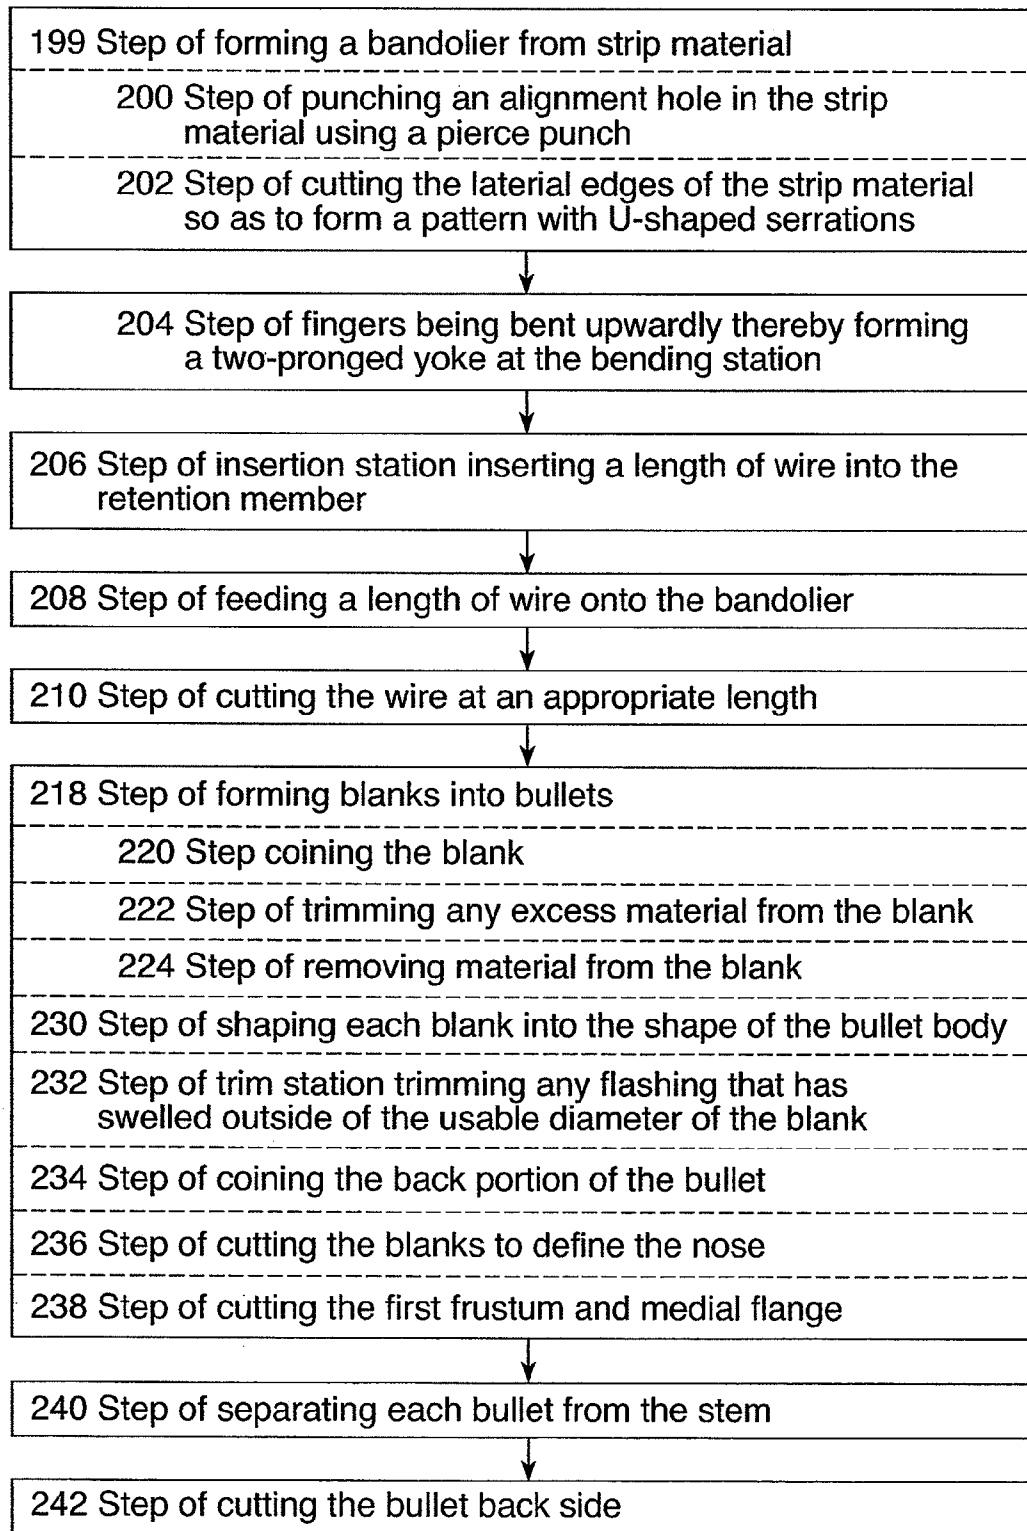 199 Step of forming a bandolier from strip material
200 Step of punching an alignment hole in the strip
material using a pierce punch
202 Step of cutting the laterial edges of the strip material
so as to form a pattern with U-shaped serrations
204 Step of fingers being bent upwardly thereby forming
a two-pronged yoke at the bending station
206 Step of insertion station inserting a length of wire into the
retention member
208 Step of feeding a length of wire onto the bandolier
210 Step of cutting the wire at an appropriate length
218 Step of forming blanks into bullets
220 Step coining the blank
222 Step of trimming any excess material from the blank
224 Step of removing material from the blank
230 Step of shaping each blank into the shape of the bullet body
232 Step of trim station trimming any flashing that has
swelled outside of the usable diameter of the blank
234 Step of coining the back portion of the bullet
236 Step of cutting the blanks to define the nose
238 Step of cutting the first frustum and medial flange
240 Step of separating each bullet from the stem
242 Step of cutting the bullet back side